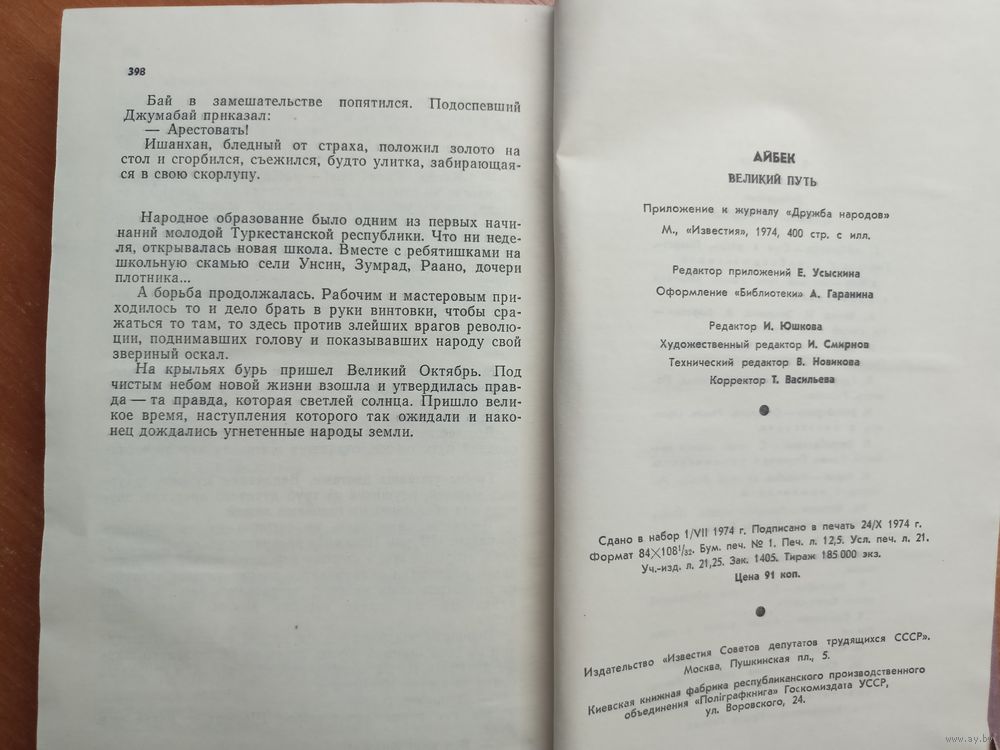 398
Бай в замешательстве попятился. Подоспевший
Джумабай приказал:
— Арестовать!
Ишанхан, бледный от страха, положил золото на
стол и сгорбился, съежился, будто улитка, забирающа-
яся в свою скорлупу.
Народное образование было одним из первых начи-
наний молодой Туркестанской республики. Что ни неде-
ля, открывалась новая школа. Вместе с ребятишками на
школьную скамью сели Унсин, Зумрад, Раано, дочери
плотника...
А борьба продолжалась. Рабочим и мастеровым при-
ходилось то и дело брать в руки винтовки, чтобы сра-
жаться то там, то здесь против злейших врагов револю-
ции, поднимавших голову и показывавших народу свой
звериный оскал.
На крыльях бурь пришел Великий Октябрь. Под
чистым небом новой жизни взошла и утвердилась прав-
да — та правда, которая светлей солнца. Пришло вели-
кое время, наступления которого так ожидали и нако-
нец дождались угнетенные народы земли.
АЙБЕК
ВЕЛИКИЙ ПУТЬ
Приложение к журналу «Дружба народов»
М., «Известия», 1974, 400 стр. с илл.
Редактор приложений Е. Усыскина
Оформление «Библиотеки» А. Гаранина
Редактор И. Юшкова
Художественный редактор И. Смирнов
Технический редактор В. Новикова
Корректор Т. Васильева
Сдано в набор 1/VII 1974 г. Подписано в печать 24/X 1974 г.
Формат 84×108¹/₃₂. Бум. печ. № 1. Печ. л. 12,5. Усл. печ. л. 21.
Уч.-изд. л. 21,25. Зак. 1405. Тираж 185 000 экз.
Цена 91 коп.
Издательство «Известия Советов депутатов трудящихся СССР».
Москва, Пушкинская пл., 5.
Киевская книжная фабрика республиканского производственного
объединения «Полiграфкнига» Госкомиздата УССР,
ул. Воровского, 24.
www.ay.by